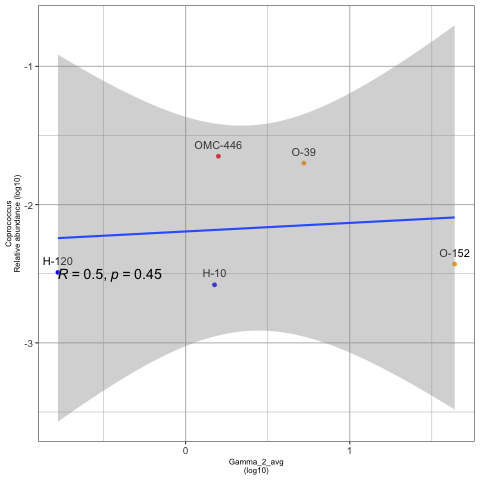 Coprococcus
Relative abundance (log10)
-1
-2
-3
OMC-446
O-39
H-120
R = 0.5, p = 0.45
H-10
O-152
0
1
Gamma_2_avg
(log10)